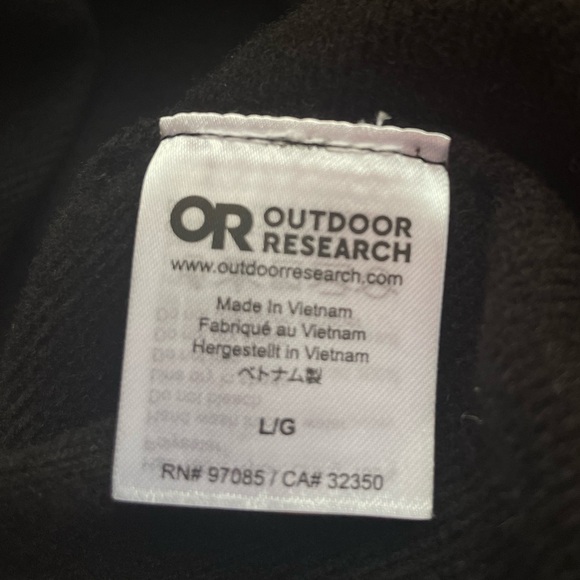 OR OUTDOOR
RESEARCH
www.outdoorresearch.com
Made In Vietnam
Fabriqué au Vietnam
Hergestellt in Vietnam
ベトナム製
L/G
RN# 97085 / CA# 32350